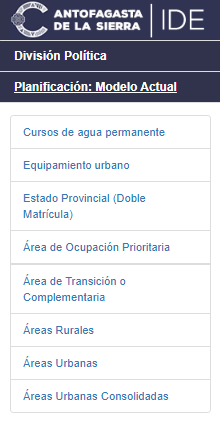 ANTOFAGASTA
DE LA SIERRA
IDE
División Política
Planificación: Modelo Actual
Cursos de agua permanente
Equipamiento urbano
Estado Provincial (Doble
Matrícula)
Área de Ocupación Prioritaria
Área de Transición o
Complementaria
Áreas Rurales
Áreas Urbanas
Áreas Urbanas Consolidadas